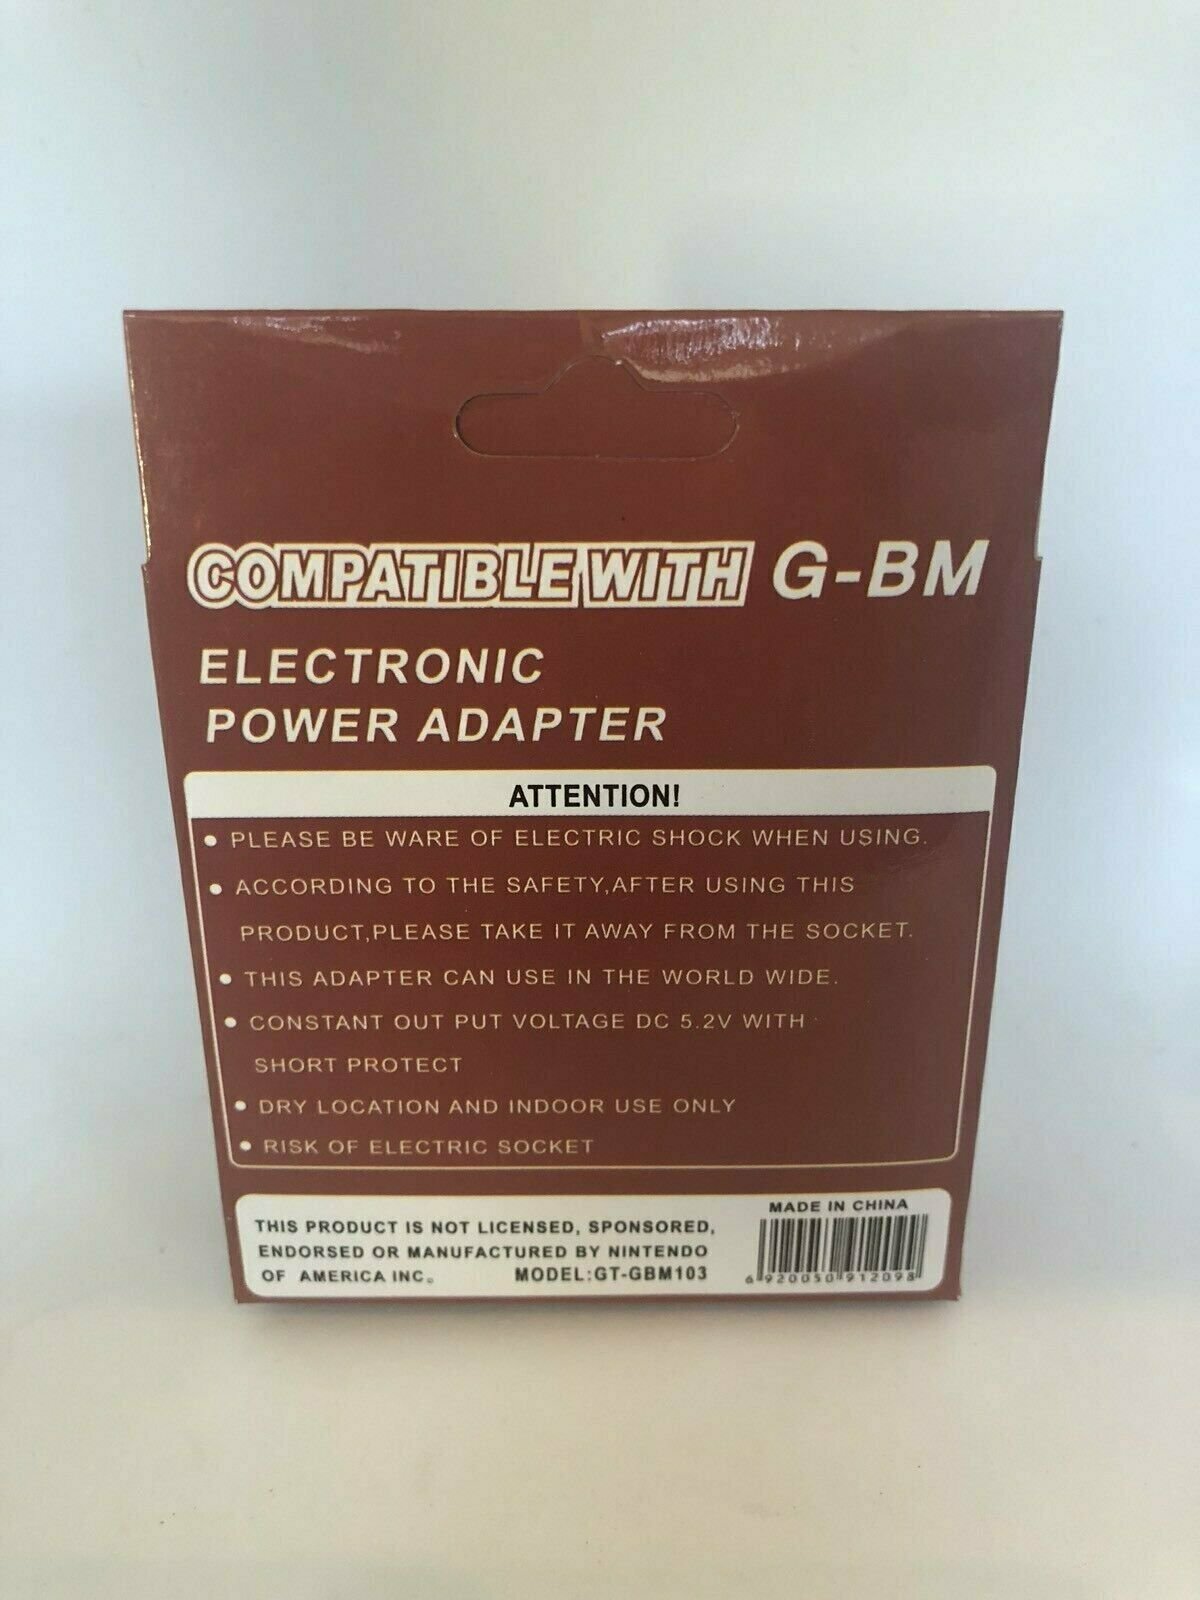 COMPATIBLE WITH G-BM
ELECTRONIC
POWER ADAPTER
ATTENTION!
• PLEASE BE WARE OF ELECTRIC SHOCK WHEN USING.
• ACCORDING TO THE SAFETY,AFTER USING THIS
PRODUCT,PLEASE TAKE IT AWAY FROM THE SOCKET.
• THIS ADAPTER CAN USE IN THE WORLD WIDE.
• CONSTANT OUT PUT VOLTAGE DC 5.2V WITH
SHORT PROTECT
• DRY LOCATION AND INDOOR USE ONLY
• RISK OF ELECTRIC SOCKET
THIS PRODUCT IS NOT LICENSED, SPONSORED,
ENDORSED OR MANUFACTURED BY NINTENDO
OF AMERICA INC。 MODEL:GT-GBM103
MADE IN CHINA
6 920050 912098